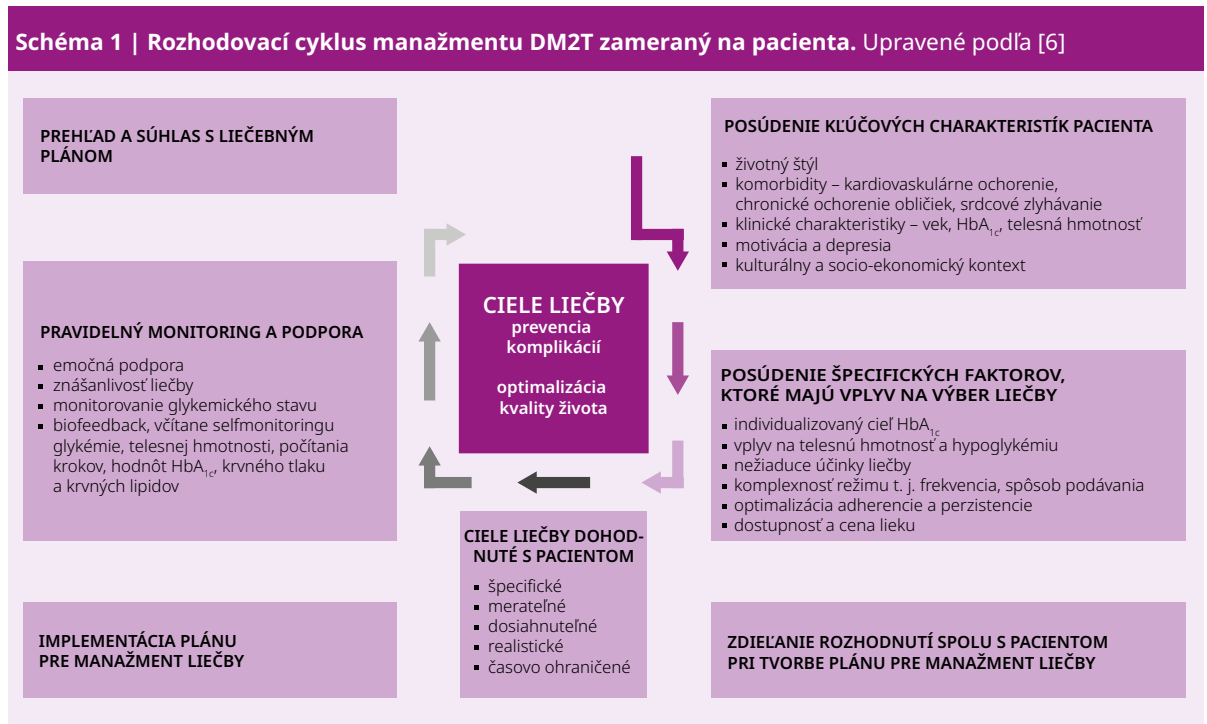 Schéma 1 | Rozhodovací cyklus manažmentu DM2T zameraný na pacienta. Upravené podľa [6]
PREHĽAD A SÚHLAS S LIEČEBNÝM
PLÁNOM
POSÚDENIE KĽÚČOVÝCH CHARAKTERISTÍK PACIENTA
▪ životný štýl
▪ komorbidity – kardiovaskulárne ochorenie,
chronické ochorenie obličiek, srdcové zlyhávanie
▪ klinické charakteristiky – vek, HbA1c, telesná hmotnosť
▪ motivácia a depresia
▪ kulturálny a socio-ekonomický kontext
PRAVIDELNÝ MONITORING A PODPORA
▪ emočná podpora
▪ znášanlivosť liečby
▪ monitorovanie glykemického stavu
▪ biofeedback, včítane selfmonitoringu
glykémie, telesnej hmotnosti, počítania
krokov, hodnôt HbA1c, krvného tlaku
a krvných lipidov
CIELE LIEČBY
prevencia
komplikácií
optimalizácia
kvality života
POSÚDENIE ŠPECIFICKÝCH FAKTOROV,
KTORÉ MAJÚ VPLYV NA VÝBER LIEČBY
▪ individualizovaný cieľ HbA1c
▪ vplyv na telesnú hmotnosť a hypoglykémiu
▪ nežiaduce účinky liečby
▪ komplexnosť režimu t. j. frekvencia, spôsob podávania
▪ optimalizácia adherencie a perzistencie
▪ dostupnosť a cena lieku
CIELE LIEČBY DOHOD-
NUTÉ S PACIENTOM
▪ špecifické
▪ merateľné
▪ dosiahnuteľné
▪ realistické
▪ časovo ohraničené
IMPLEMENTÁCIA PLÁNU
PRE MANAŽMENT LIEČBY
ZDIEĽANIE ROZHODNUTÍ SPOLU S PACIENTOM
PRI TVORBE PLÁNU PRE MANAŽMENT LIEČBY